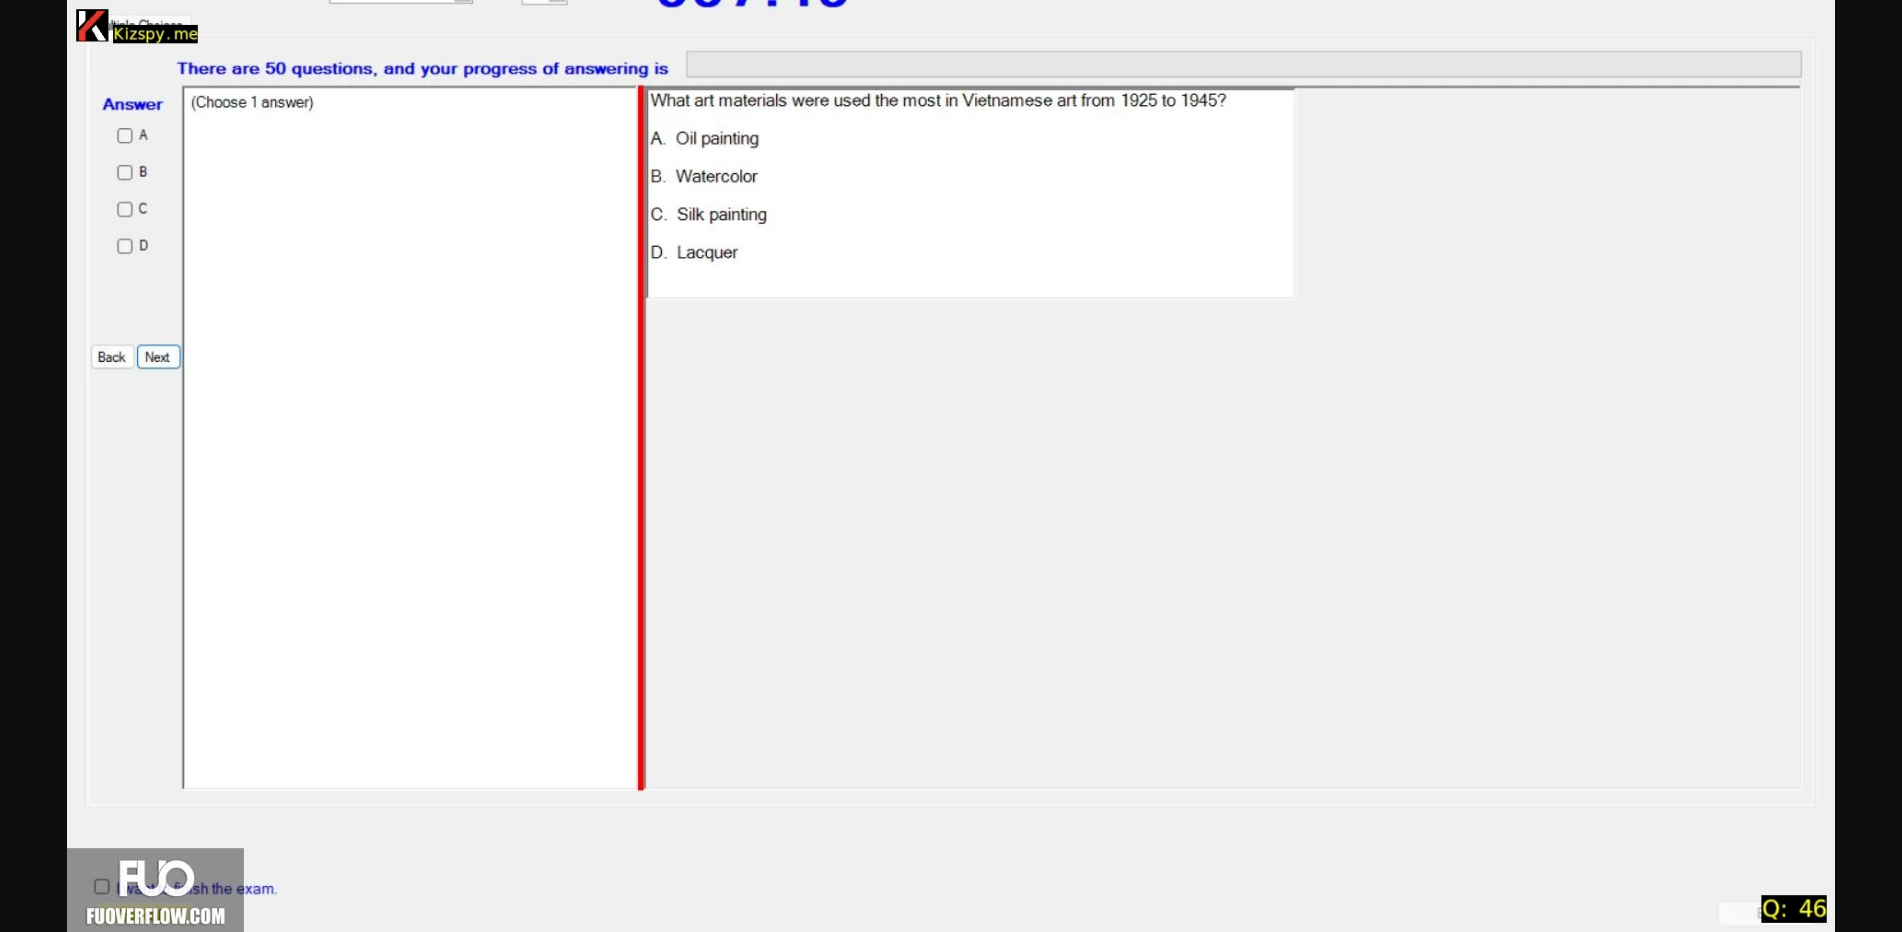 Kizspy.me
There are 50 questions, and your progress of answering is
Answer
(Choose 1 answer)
A
B
C
D
Back
Next
What art materials were used the most in Vietnamese art from 1925 to 1945?
A. Oil painting
B. Watercolor
C. Silk painting
D. Lacquer
FUO
the exam.
FUOVERFLOW.COM
Q: 46